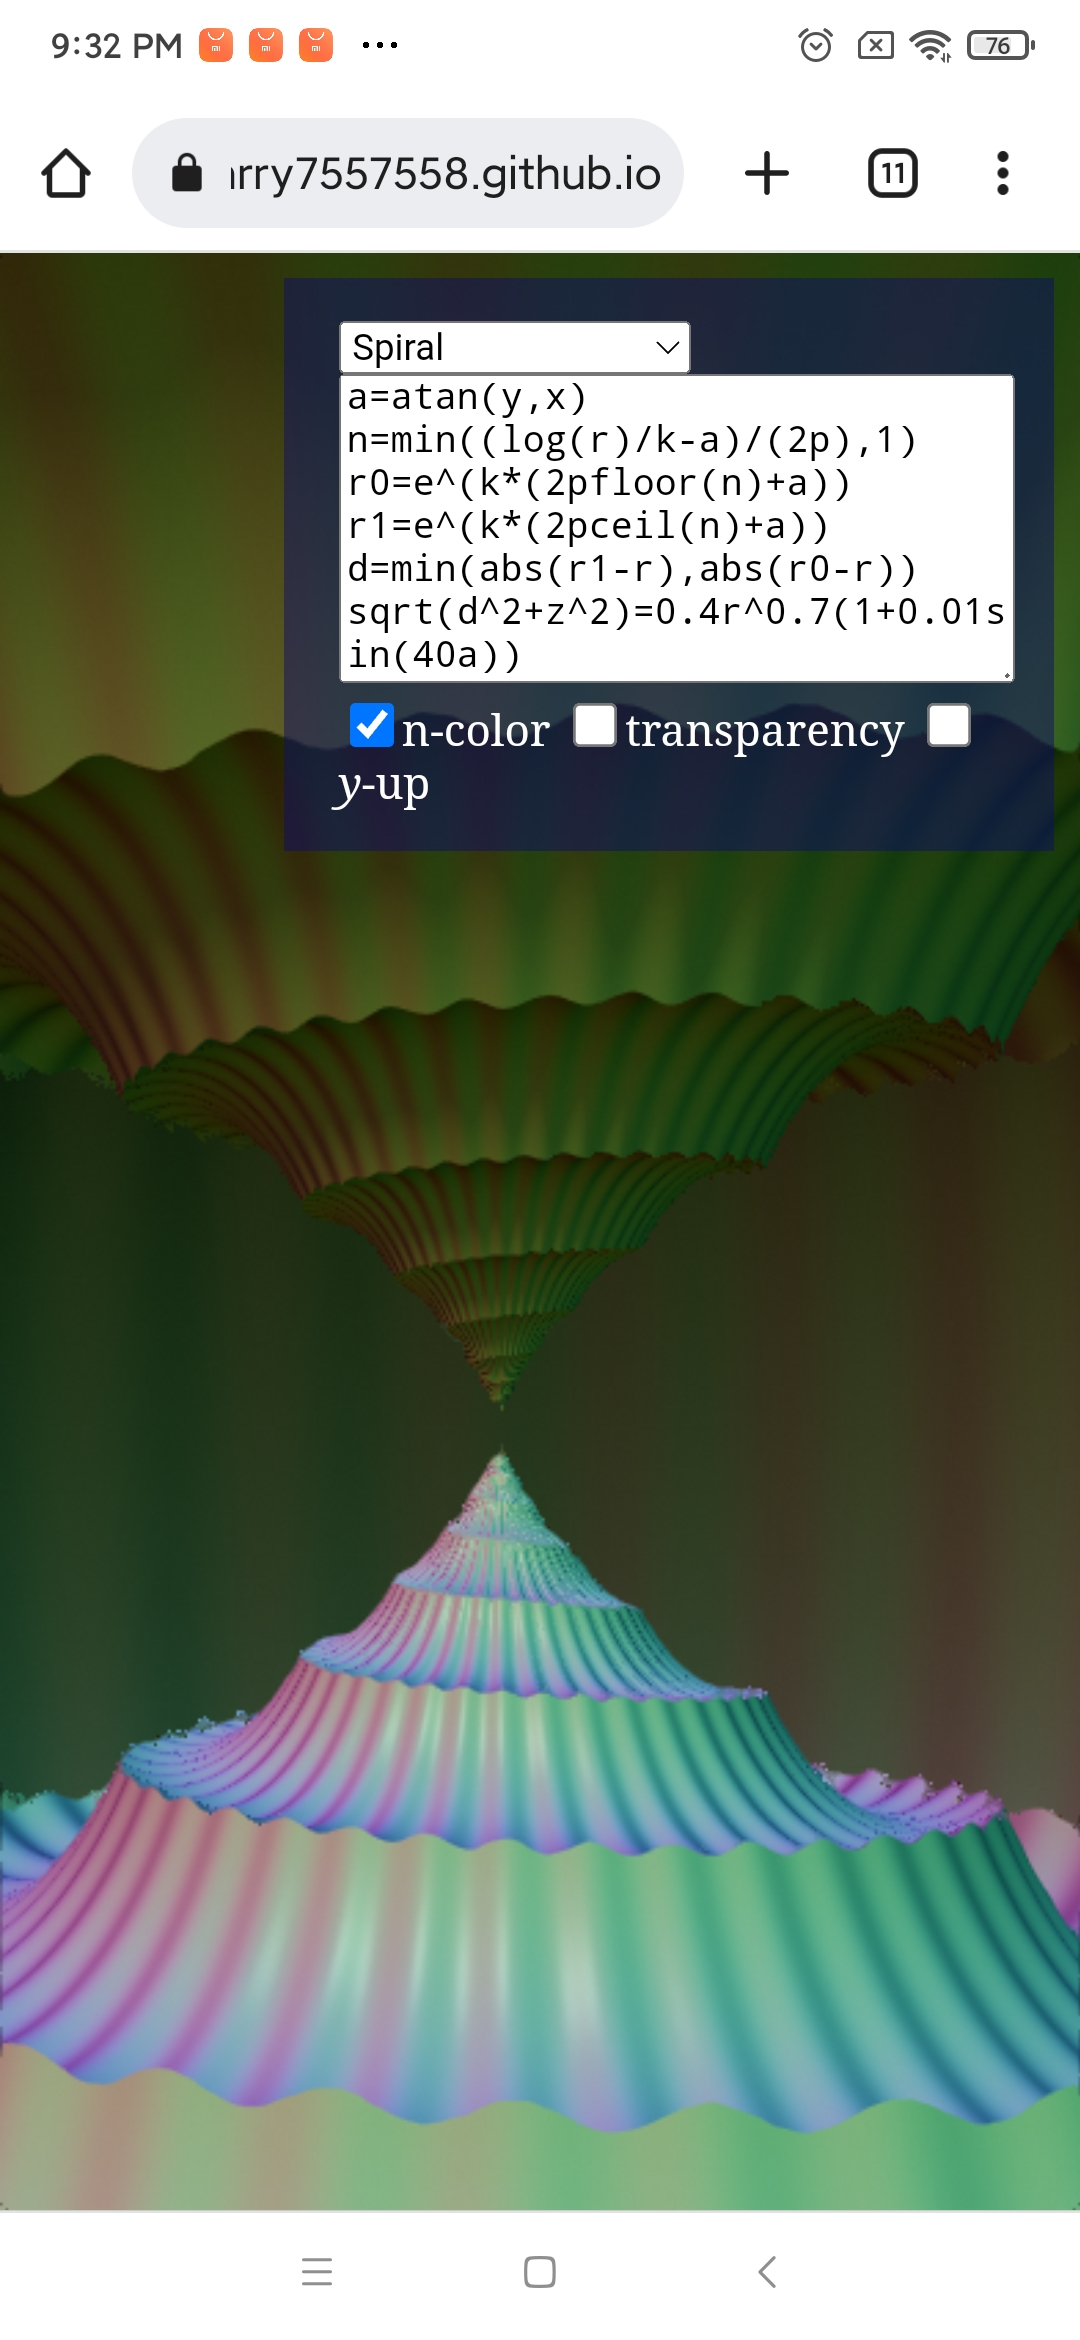 9:32 PM
76
rry7557558.github.io
11
Spiral
a=atan(y,x)
n=min((log(r)/k-a)/(2p),1)
r0=e^(k*(2pfloor(n)+a))
r1=e^(k*(2pceil(n)+a))
d=min(abs(r1-r),abs(r0-r))
sqrt(d^2+z^2)=0.4r^0.7(1+0.01s
in(40a))
n-color transparency
y-up